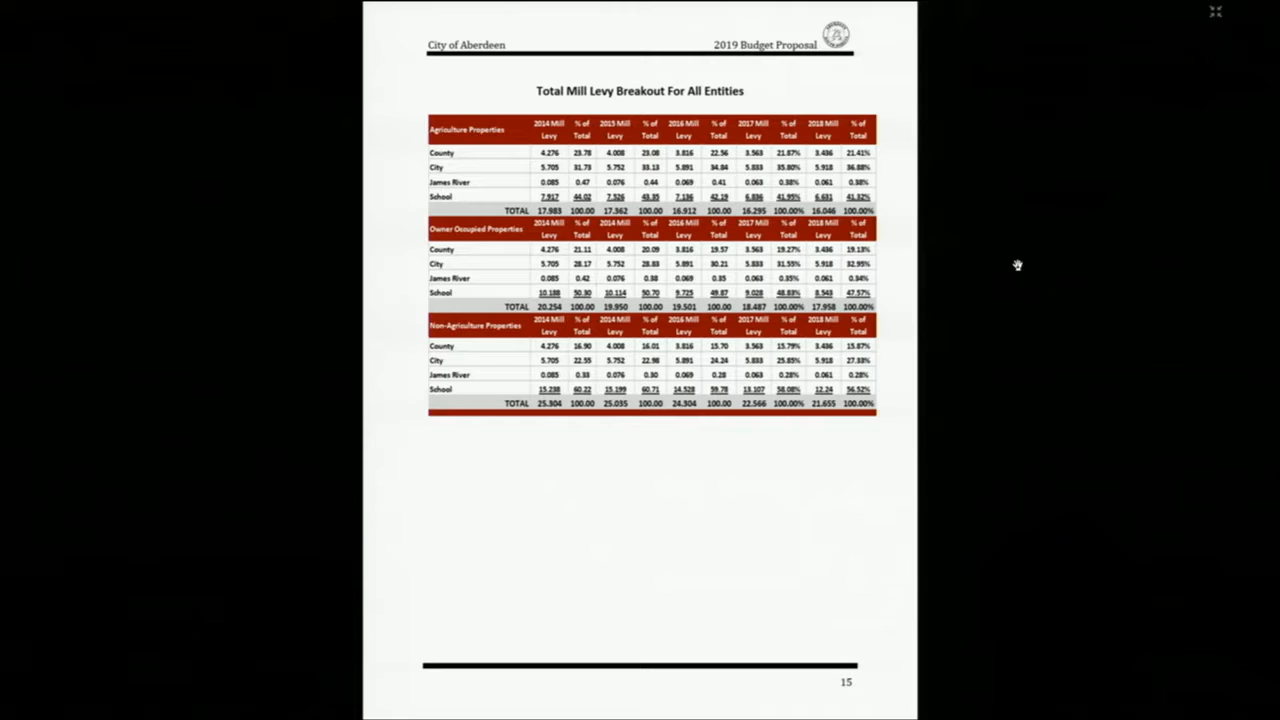 City of Aberdeen 2019 Budget Proposal
Total Mill Levy Breakout For All Entities
Agriculture Properties 2014 Mill Levy % of Total 2015 Mill Levy % of Total 2016 Mill Levy % of Total 2017 Mill Levy % of Total 2018 Mill Levy % of Total
County 4.276 23.78 4.008 23.08 3.816 22.56 3.563 21.87% 3.436 21.41%
City 5.705 31.73 5.752 33.13 5.891 34.84 5.833 35.80% 5.918 36.88%
James River 0.085 0.47 0.076 0.44 0.069 0.41 0.063 0.38% 0.061 0.38%
School 7.917 44.02 7.526 43.35 7.136 42.19 6.836 41.95% 6.631 41.32%
TOTAL 17.983 100.00 17.362 100.00 16.912 100.00 16.295 100.00% 16.046 100.00%
Owner Occupied Properties 2014 Mill Levy % of Total 2014 Mill Levy % of Total 2016 Mill Levy % of Total 2017 Mill Levy % of Total 2018 Mill Levy % of Total
County 4.276 21.11 4.008 20.09 3.816 19.57 3.563 19.27% 3.436 19.13%
City 5.705 28.17 5.752 28.83 5.891 30.21 5.833 31.55% 5.918 32.95%
James River 0.085 0.42 0.076 0.38 0.069 0.35 0.063 0.35% 0.061 0.34%
School 10.188 50.30 10.114 50.70 9.725 49.87 9.028 48.83% 8.543 47.57%
TOTAL 20.254 100.00 19.950 100.00 19.501 100.00 18.487 100.00% 17.958 100.00%
Non-Agriculture Properties 2014 Mill Levy % of Total 2014 Mill Levy % of Total 2016 Mill Levy % of Total 2017 Mill Levy % of Total 2018 Mill Levy % of Total
County 4.276 16.90 4.008 16.01 3.816 15.70 3.563 15.79% 3.436 15.87%
City 5.705 22.55 5.752 22.98 5.891 24.24 5.833 25.85% 5.918 27.33%
James River 0.085 0.33 0.076 0.30 0.069 0.28 0.063 0.28% 0.061 0.28%
School 15.238 60.22 15.199 60.71 14.528 59.78 13.107 58.08% 12.24 56.52%
TOTAL 25.304 100.00 25.035 100.00 24.304 100.00 22.566 100.00% 21.655 100.00%
15